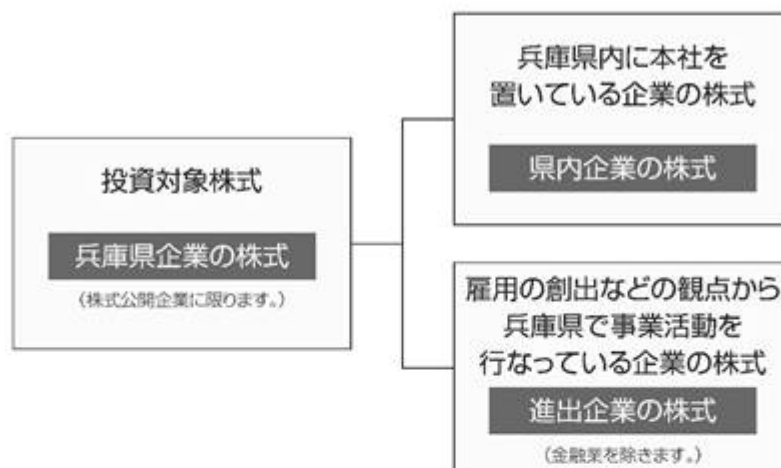 投資対象株式
兵庫県企業の株式
(株式公開企業に限ります。)
兵庫県内に本社を
置いている企業の株式
県内企業の株式
雇用の創出などの観点から
兵庫県で事業活動を
行なっている企業の株式
進出企業の株式
(金融業を除きます。)